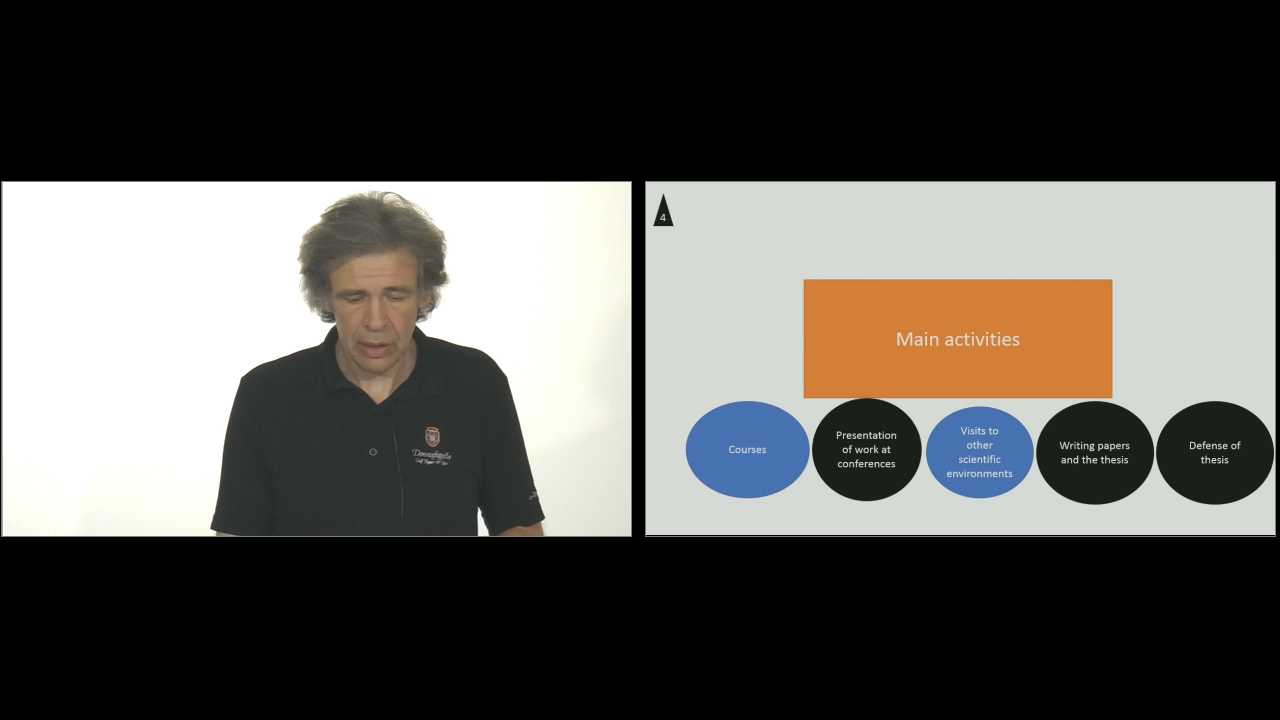 4
Main activities
Courses
Presentation
of work at
conferences
Visits to
other
scientific
environments
Writing papers
and the thesis
Defense of
thesis